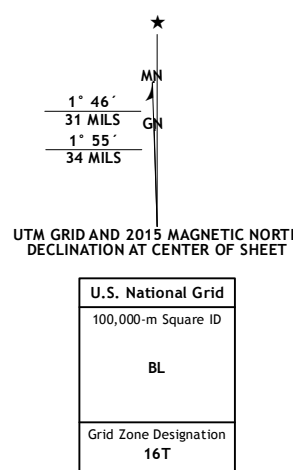 MN
1° 46´
31 MILS
GN
1° 55´
34 MILS
UTM GRID AND 2015 MAGNETIC NORTH
DECLINATION AT CENTER OF SHEET
U.S. National Grid
100,000-m Square ID
BL
Grid Zone Designation
16T